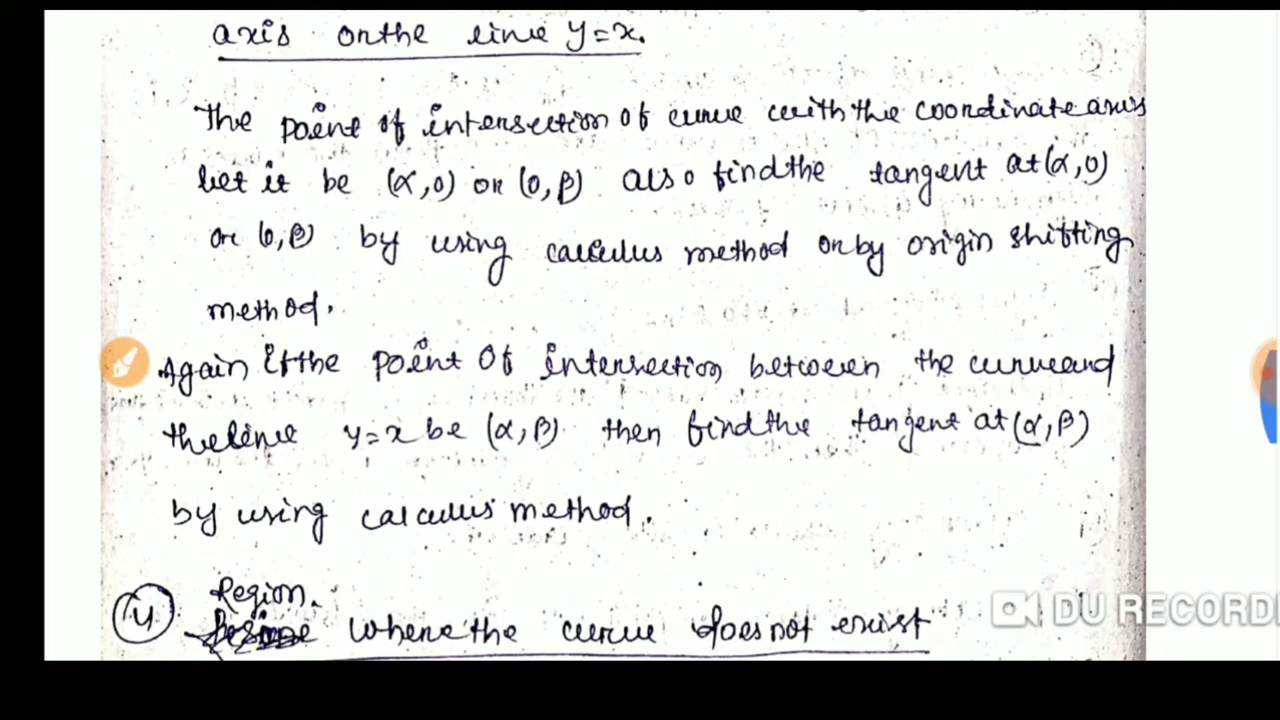 axis on the line y=x.
The point of intersection of curve with the coordinate axis
let it be (α,0) or (0,β) also find the tangent at (α,0)
or (0,β) by using calculus method or by origin shifting
method.
Again if the point of intersection between the curve and
the line y=x be (α,β) then find the tangent at (α,β)
by using calculus method.
④ Region
where the curve does not exist
DU RECORD